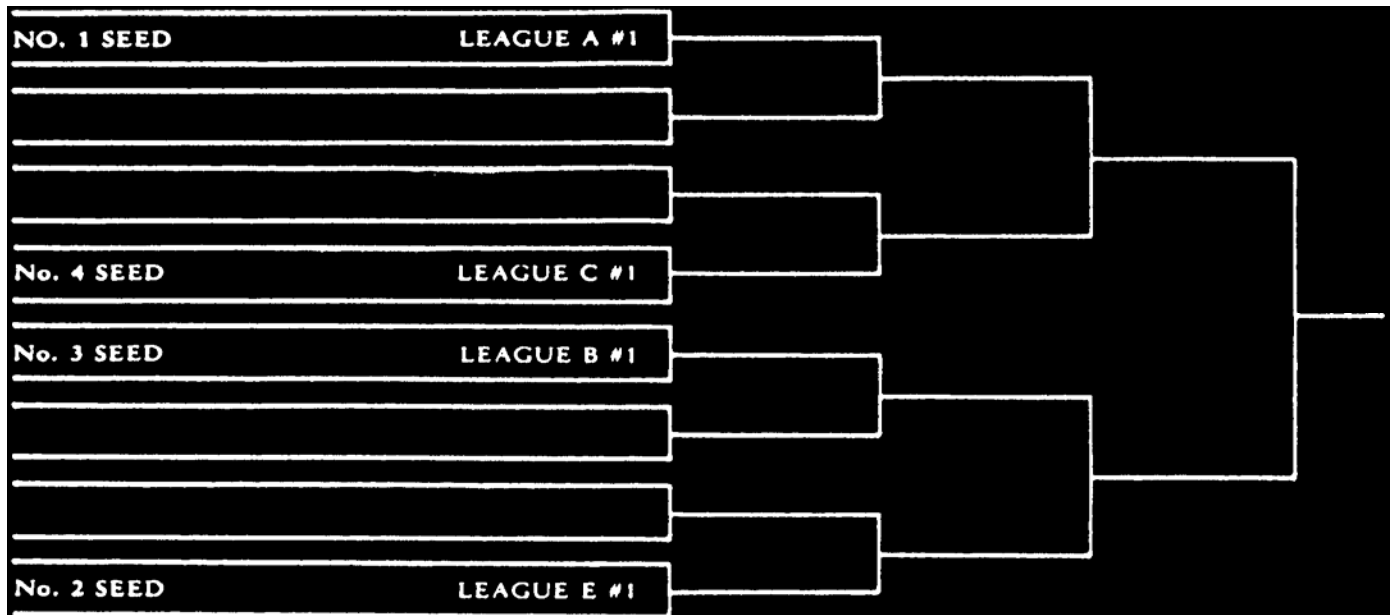 NO. 1 SEED LEAGUE A #1
No. 4 SEED LEAGUE C #1
No. 3 SEED LEAGUE B #1
No. 2 SEED LEAGUE E #1